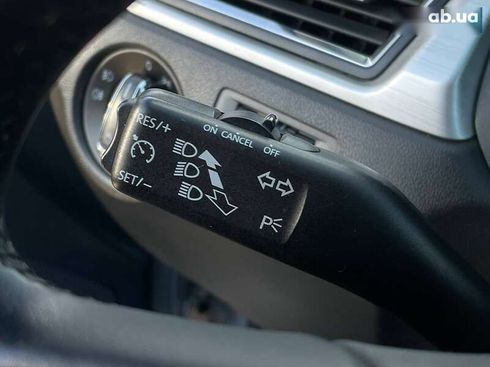 ab.ua
ON CANCEL OFF
RES/+
SET/-
P